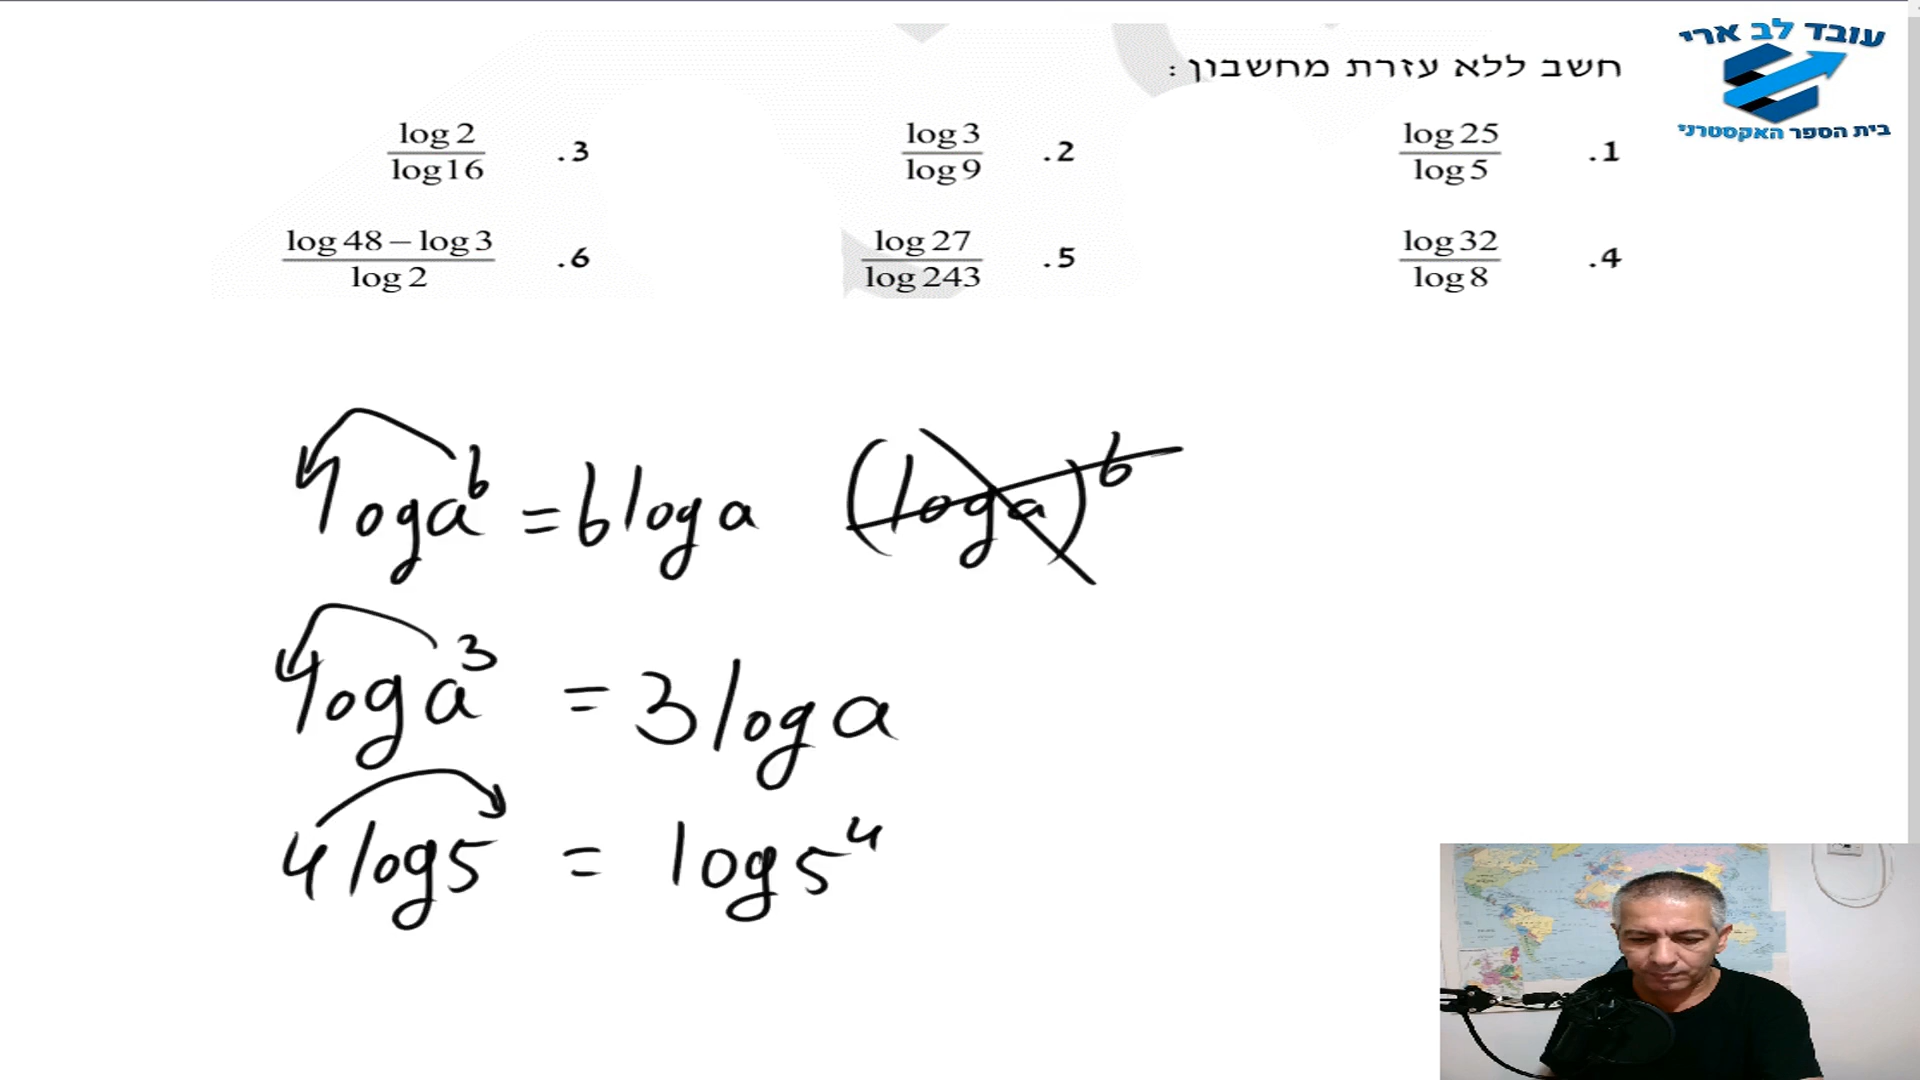 עובד לב ארי
בית הספר האקסטרני
חשב ללא עזרת מחשבון :
1. log 25 / log 5
2. log 3 / log 9
3. log 2 / log 16
4. log 32 / log 8
5. log 27 / log 243
6. log 48 – log 3 / log 2
log a^b = b log a (log a)^b
log a^3 = 3 log a
4 log 5 = log 5^4